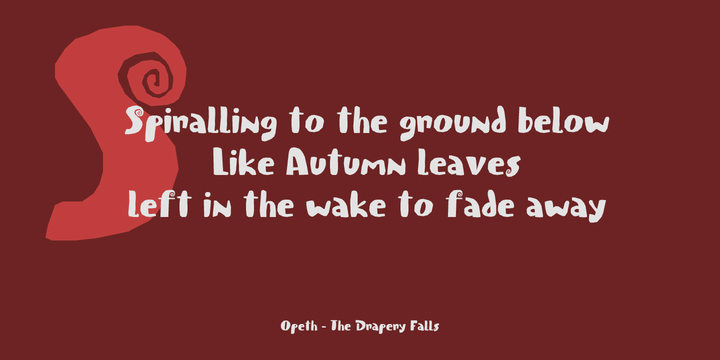 Spiralling to the ground below
Like Autumn leaves
left in the wake to fade away
Opeth - The Drapery Falls